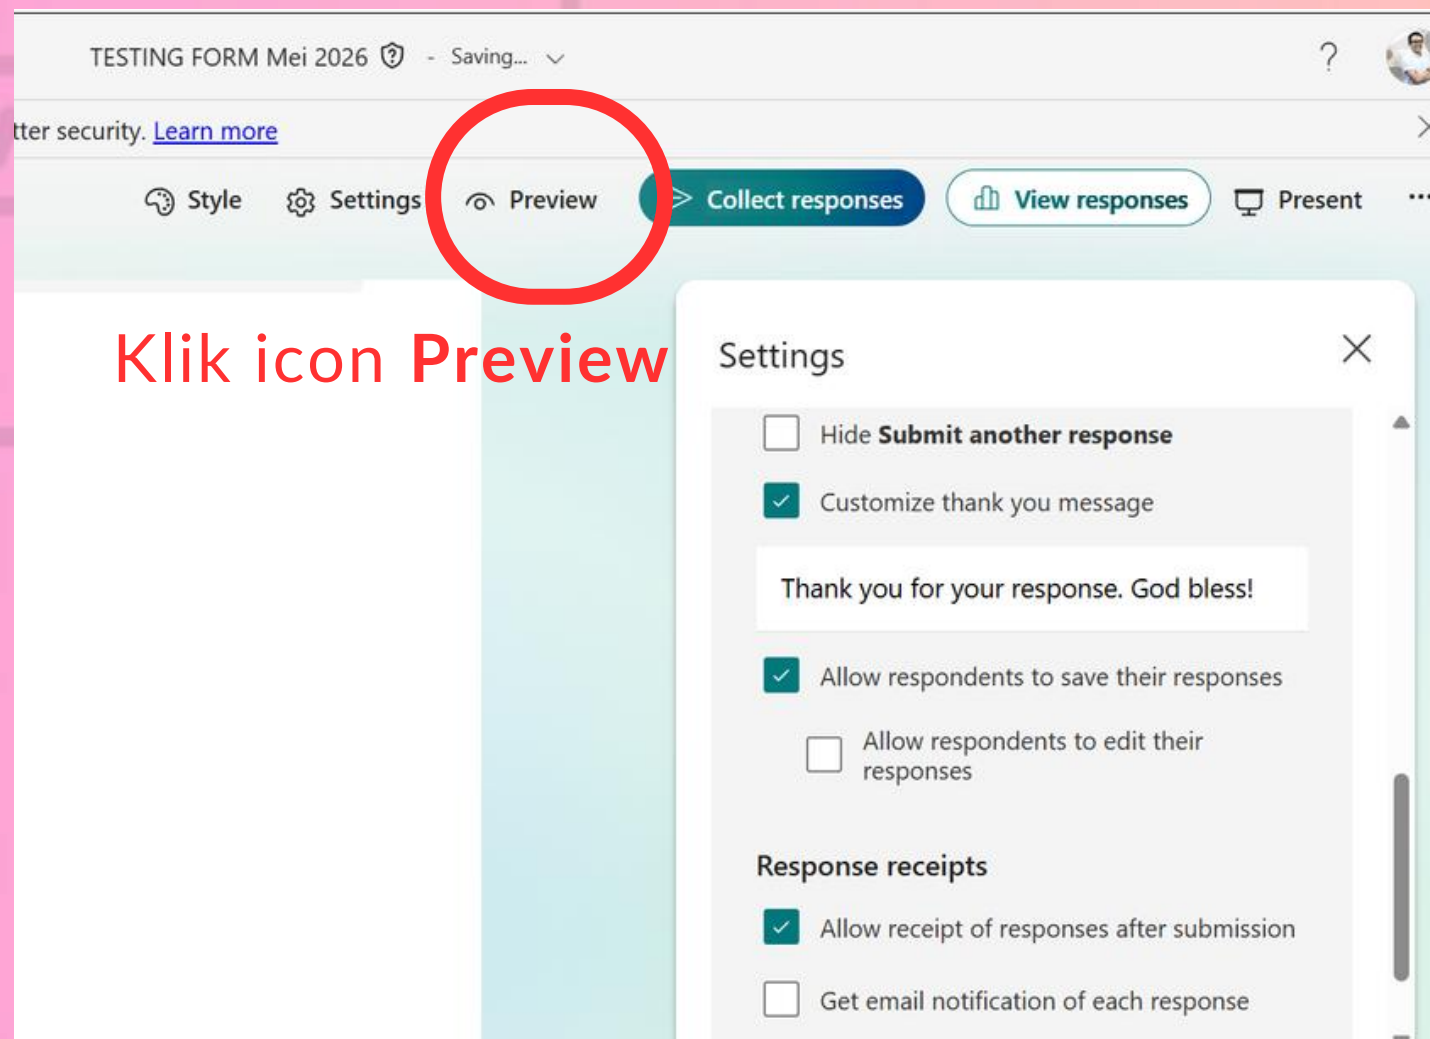 TESTING FORM Mei 2026 - Saving...
?
tter security. Learn more
Style Settings Preview Collect responses View responses Present ...
Klik icon Preview
Settings
Hide Submit another response
Customize thank you message
Thank you for your response. God bless!
Allow respondents to save their responses
Allow respondents to edit their
responses
Response receipts
Allow receipt of responses after submission
Get email notification of each response